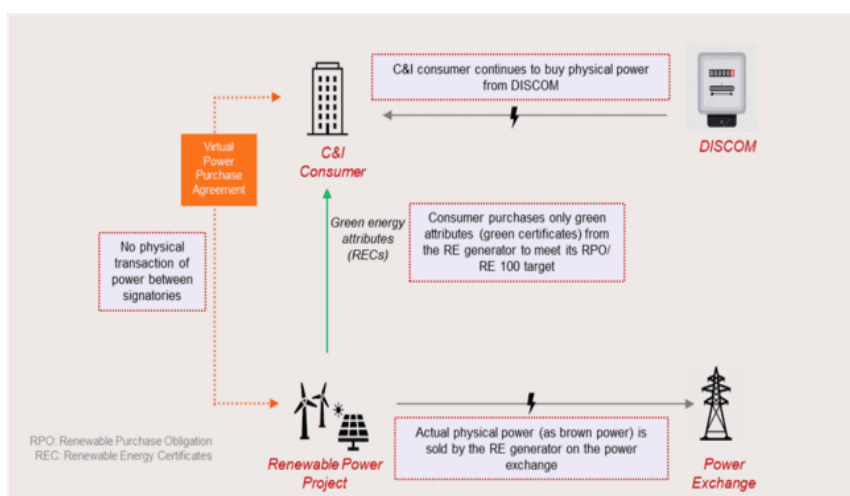 C&I consumer continues to buy physical power
from DISCOM
C&I
Consumer
DISCOM
Virtual
Power
Purchase
Agreement
Green energy
attributes
(RECs)
Consumer purchases only green
attributes (green certificates) from
the RE generator to meet its RPO/
RE 100 target
No physical
transaction of
power between
signatories
RPO: Renewable Purchase Obligation
REC: Renewable Energy Certificates
Renewable Power
Project
Actual physical power (as brown power) is
sold by the RE generator on the power
exchange
Power
Exchange